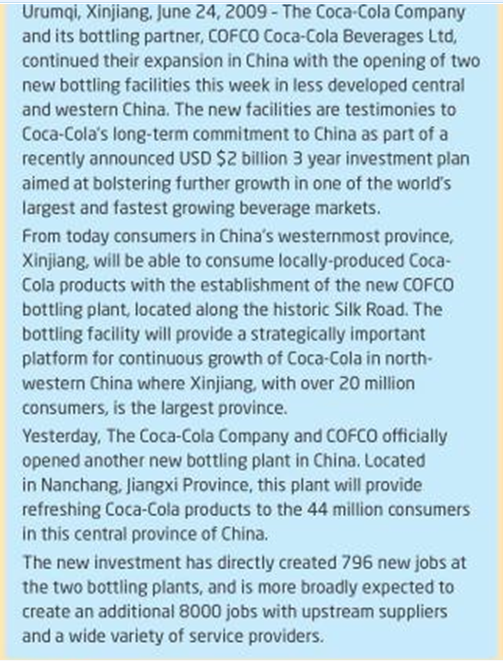 Urumqi, Xinjiang, June 24, 2009 – The Coca-Cola Company
and its bottling partner, COFCO Coca-Cola Beverages Ltd,
continued their expansion in China with the opening of two
new bottling facilities this week in less developed central
and western China. The new facilities are testimonies to
Coca-Cola's long-term commitment to China as part of a
recently announced USD $2 billion 3 year investment plan
aimed at bolstering further growth in one of the world's
largest and fastest growing beverage markets.
From today consumers in China's westernmost province,
Xinjiang, will be able to consume locally-produced Coca-
Cola products with the establishment of the new COFCO
bottling plant, located along the historic Silk Road. The
bottling facility will provide a strategically important
platform for continuous growth of Coca-Cola in north-
western China where Xinjiang, with over 20 million
consumers, is the largest province.
Yesterday, The Coca-Cola Company and COFCO officially
opened another new bottling plant in China. Located
in Nanchang, Jiangxi Province, this plant will provide
refreshing Coca-Cola products to the 44 million consumers
in this central province of China.
The new investment has directly created 796 new jobs at
the two bottling plants, and is more broadly expected to
create an additional 8000 jobs with upstream suppliers
and a wide variety of service providers.